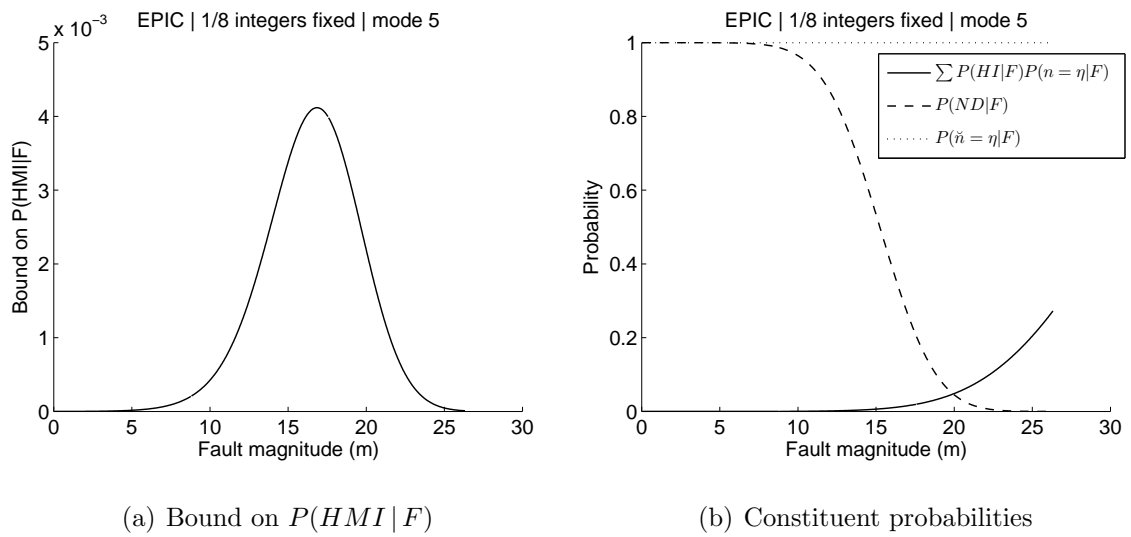 EPIC | 1/8 integers fixed | mode 5
x 10⁻³
5
4
3
2
1
0
Bound on P(HMI|F)
0 5 10 15 20 25 30
Fault magnitude (m)
(a) Bound on P(HMI | F)
EPIC | 1/8 integers fixed | mode 5
1
0.8
0.6
0.4
0.2
0
Probability
∑ P(HI|F)P(n = η|F)
P(ND|F)
P(n̆ = η|F)
0 5 10 15 20 25 30
Fault magnitude (m)
(b) Constituent probabilities